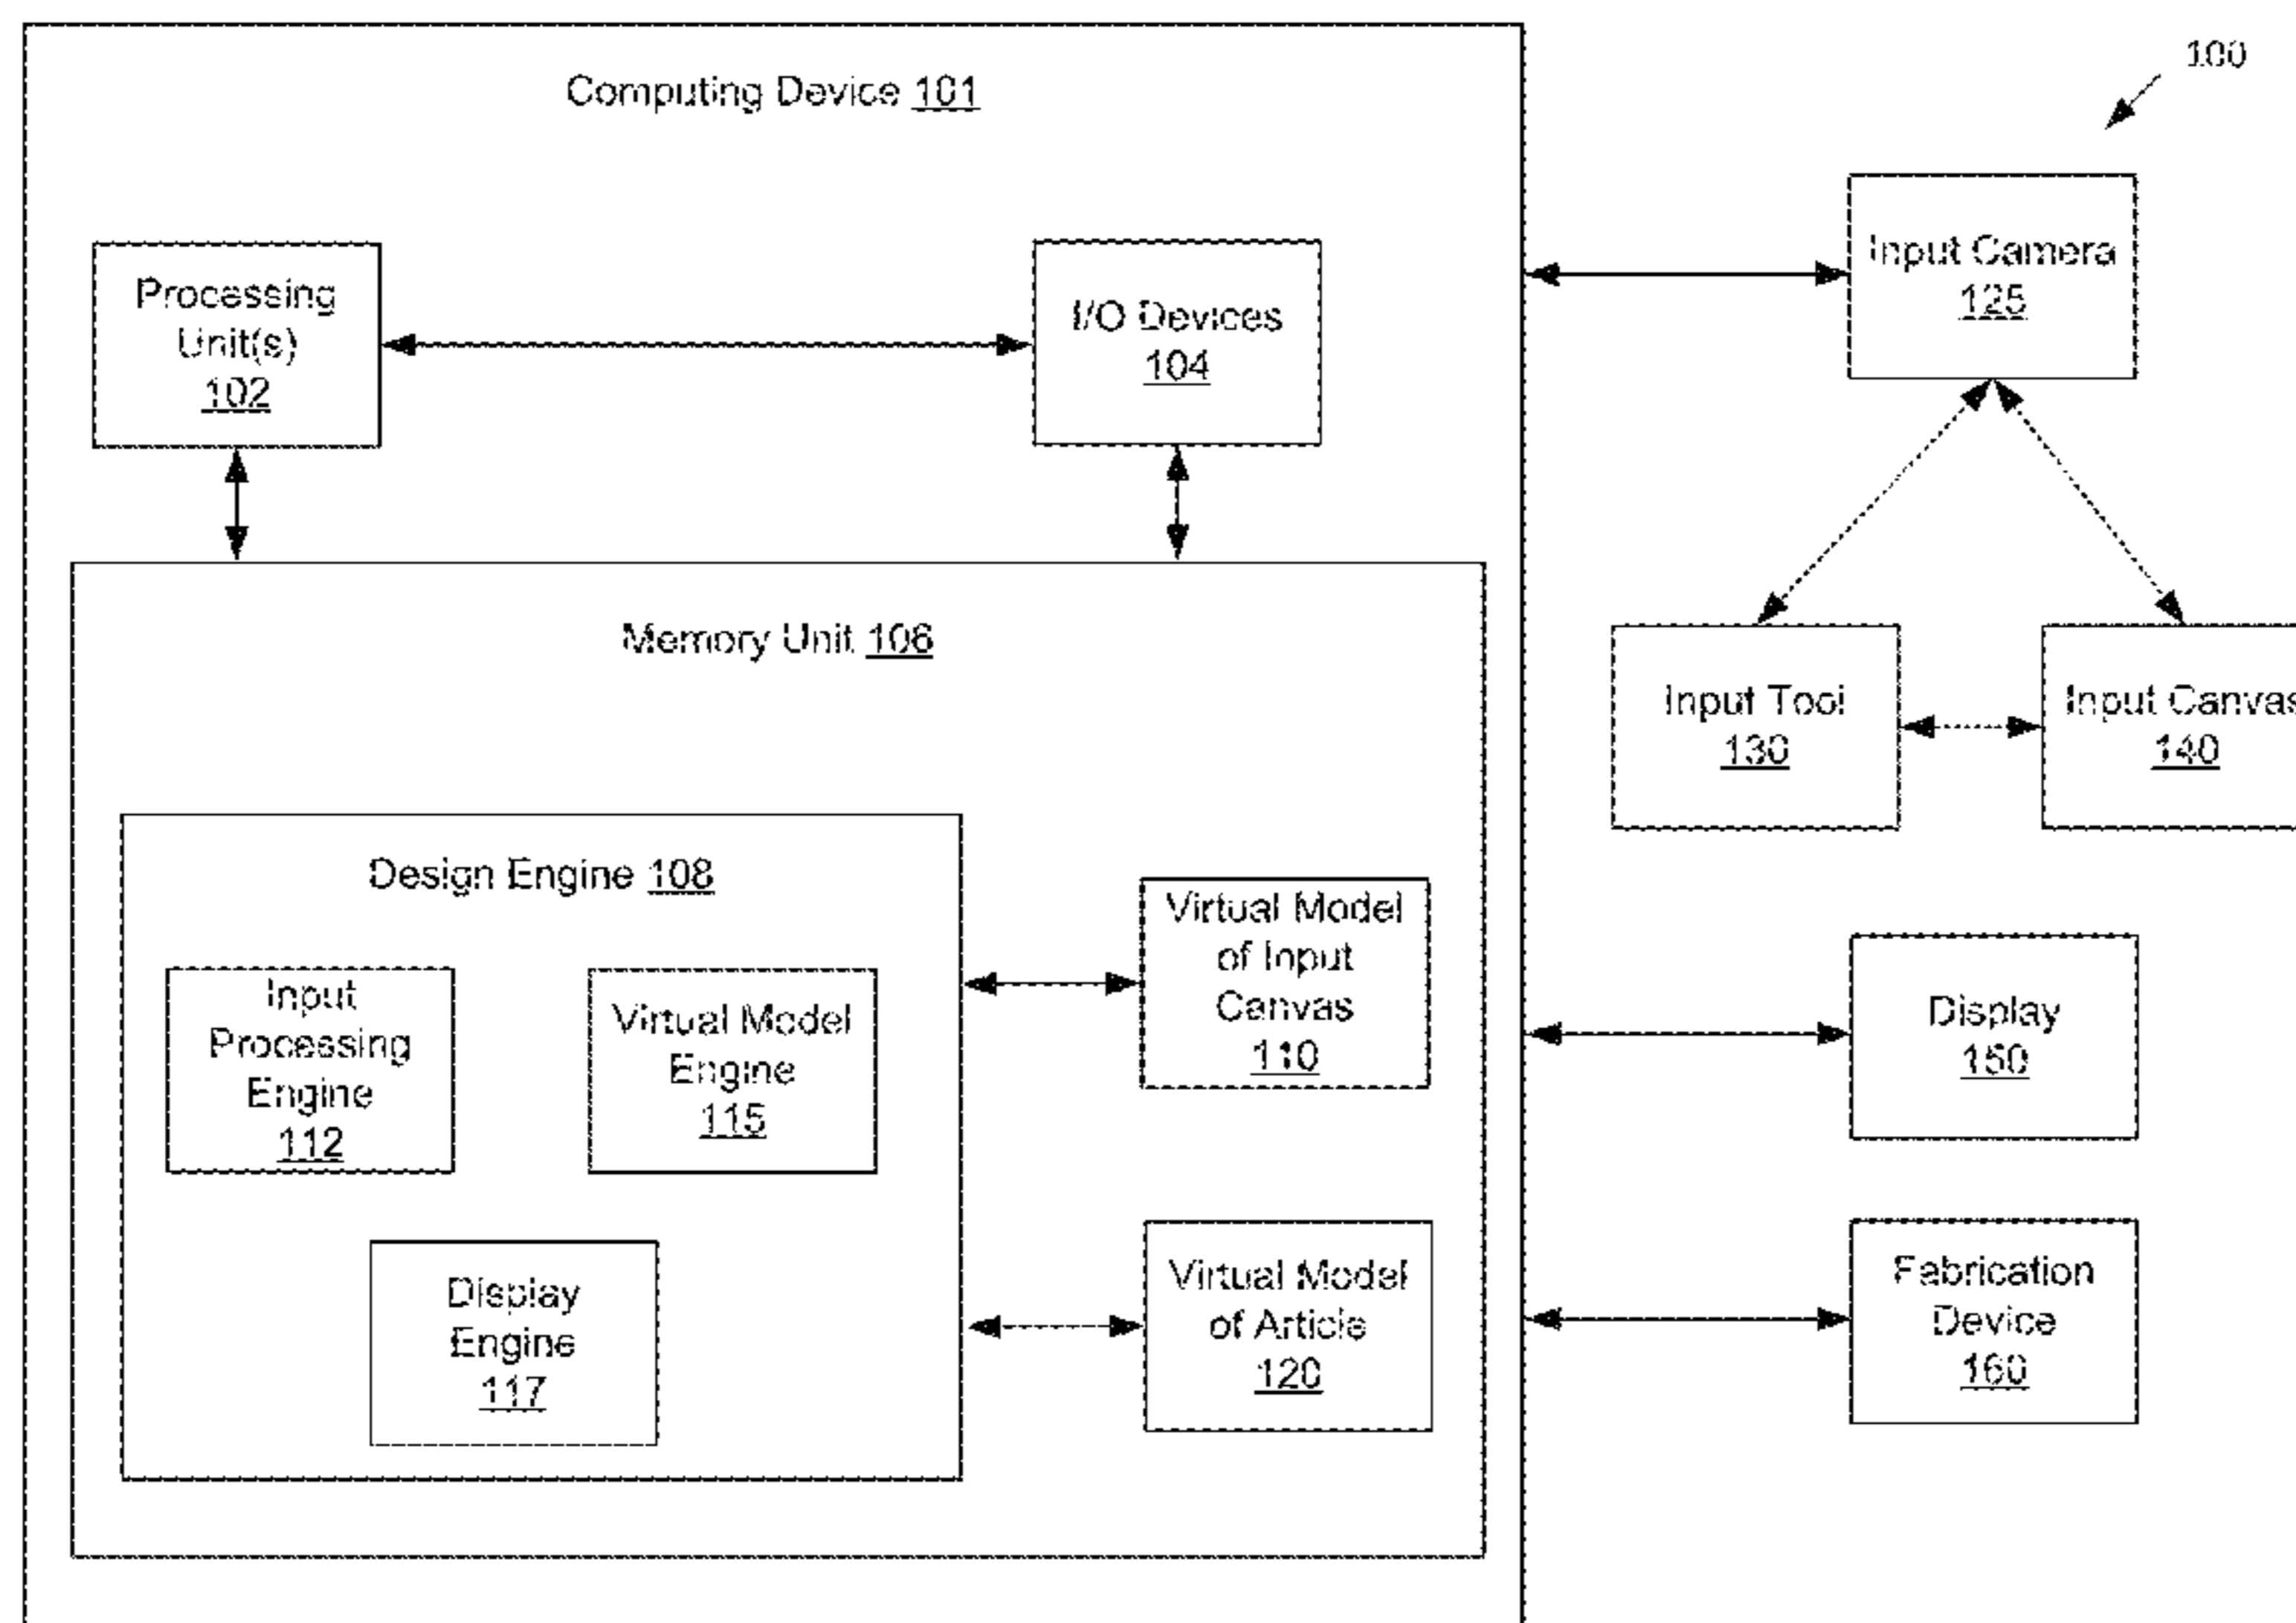 100
Computing Device 101
Processing
Unit(s)
102
I/O Devices
104
Input Camera
125
Memory Unit 106
Input Tool
130
Input Canvas
140
Design Engine 108
Input
Processing
Engine
112
Virtual Model
Engine
115
Display
Engine
117
Virtual Model
of Input
Canvas
110
Virtual Model
of Article
120
Display
150
Fabrication
Device
160